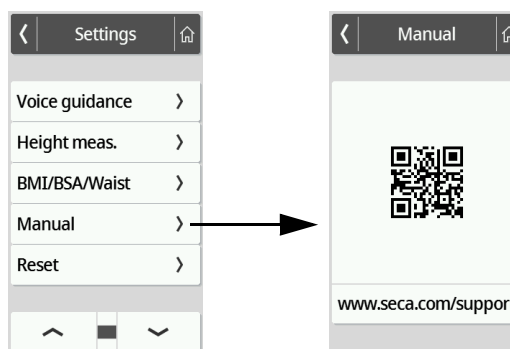 Settings
Voice guidance
Height meas.
BMI/BSA/Waist
Manual
Reset
Manual
www.seca.com/suppor